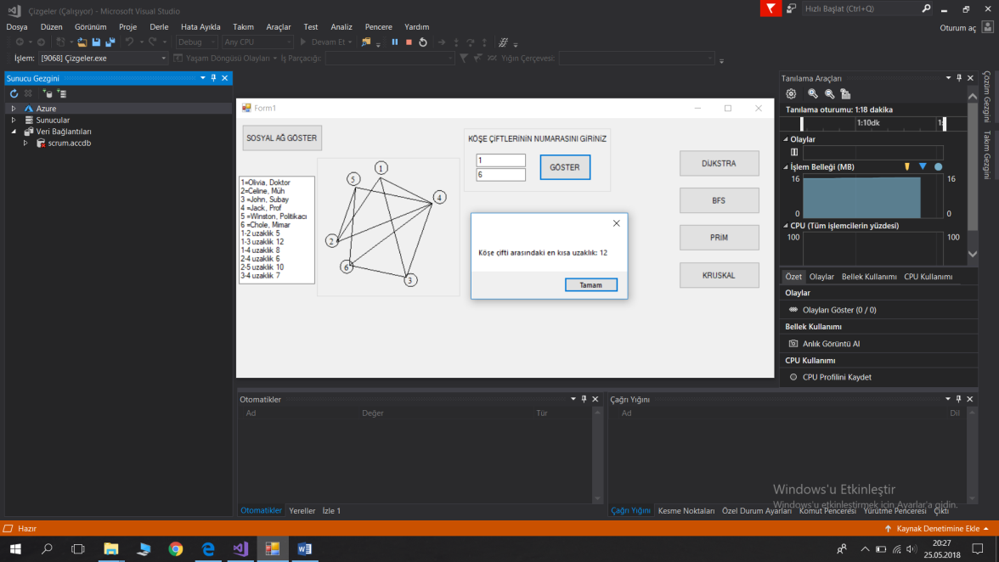 Çizgeler (Çalışıyor) - Microsoft Visual Studio
Hızlı Başlat (Ctrl+Q)
Dosya Düzen Görünüm Proje Derle Hata Ayıkla Takım Araçlar Test Analiz Pencere Yardım
Oturum aç
Debug Any CPU Devam Et
İşlem: [9068] Çizgeler.exe Yaşam Döngüsü Olayları İş Parçacığı: Yığın Çerçevesi:
Sunucu Gezgini
Azure
Sunucular
Veri Bağlantıları
scrum.accdb
Form1
SOSYAL AĞ GÖSTER
1=Olivia, Doktor
2=Celine, Müh
3 =John, Subay
4 =Jack, Prof
5 =Winston, Politikacı
6 =Chole, Mimar
1-2 uzaklık 5
1-3 uzaklık 12
1-4 uzaklık 8
2-4 uzaklık 6
2-5 uzaklık 10
3-4 uzaklık 7
1
5
4
2
6
3
KÖŞE ÇİFTLERİNİN NUMARASINI GİRİNİZ
1
6
GÖSTER
Köşe çifti arasındaki en kısa uzaklık: 12
Tamam
DİJKSTRA
BFS
PRİM
KRUSKAL
Tanılama Araçları
Tanılama oturumu: 1:18 dakika
1:10dk 1:
Olaylar
İşlem Belleği (MB)
16 16
0 0
CPU (Tüm işlemcilerin yüzdesi)
100 100
Özet Olaylar Bellek Kullanımı CPU Kullanımı
Olaylar
Olayları Göster (0 / 0)
Bellek Kullanımı
Anlık Görüntü Al
CPU Kullanımı
CPU Profilini Kaydet
Çözüm Gezgini
Takım Gezgini
Otomatikler
Ad Değer Tür
Otomatikler Yereller İzle 1
Çağrı Yığını
Ad Dil
Windows'u Etkinleştir
Windows'u etkinleştirmek için Ayarlar'a gidin.
Çağrı Yığını Kesme Noktaları Özel Durum Ayarları Komut Penceresi Yürütme Penceresi Çıktı
Hazır
Kaynak Denetimine Ekle
20:27
25.05.2018